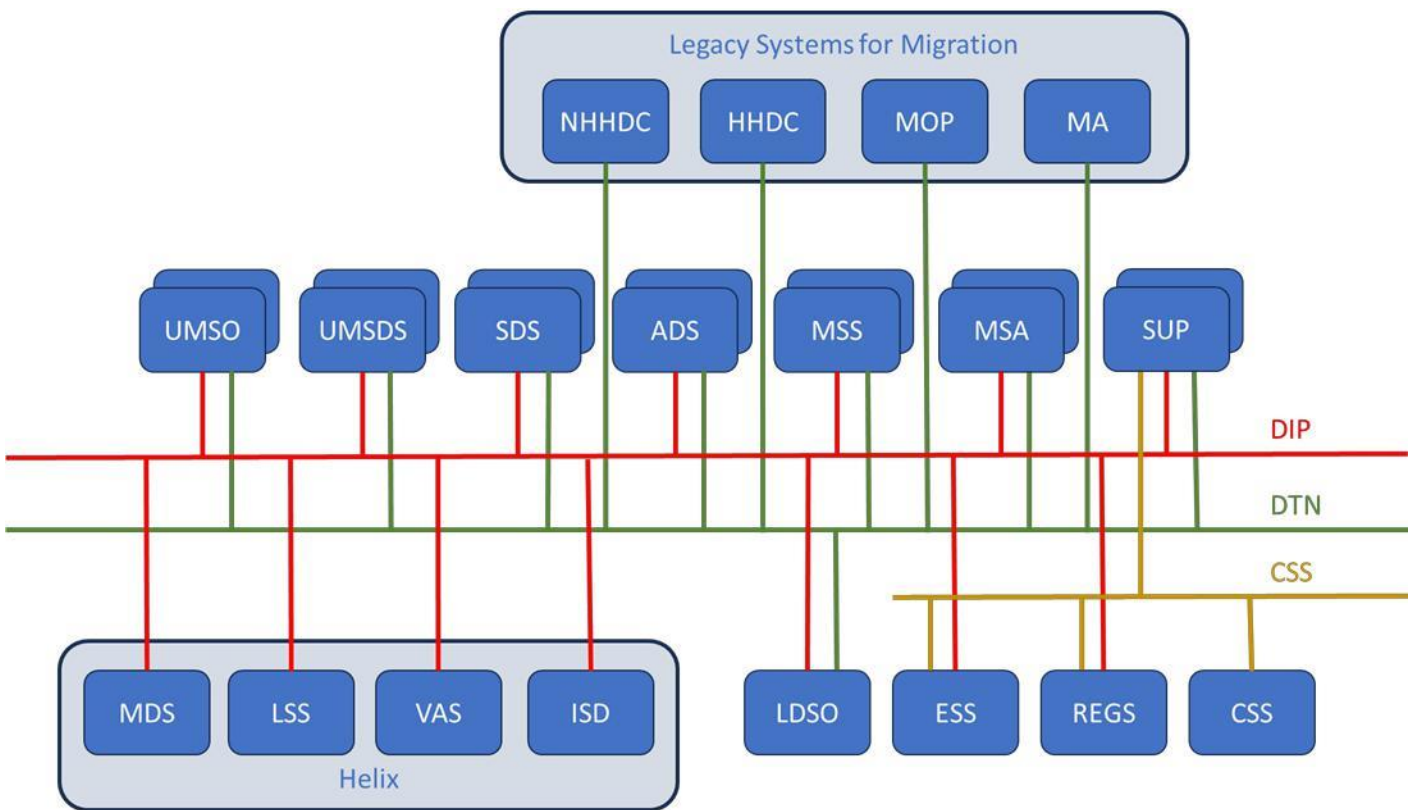 Legacy Systems for Migration
NHHDC HHDC MOP MA
UMSO UMSDS SDS ADS MSS MSA SUP
DIP
DTN
CSS
MDS LSS VAS ISD LDSO ESS REGS CSS
Helix